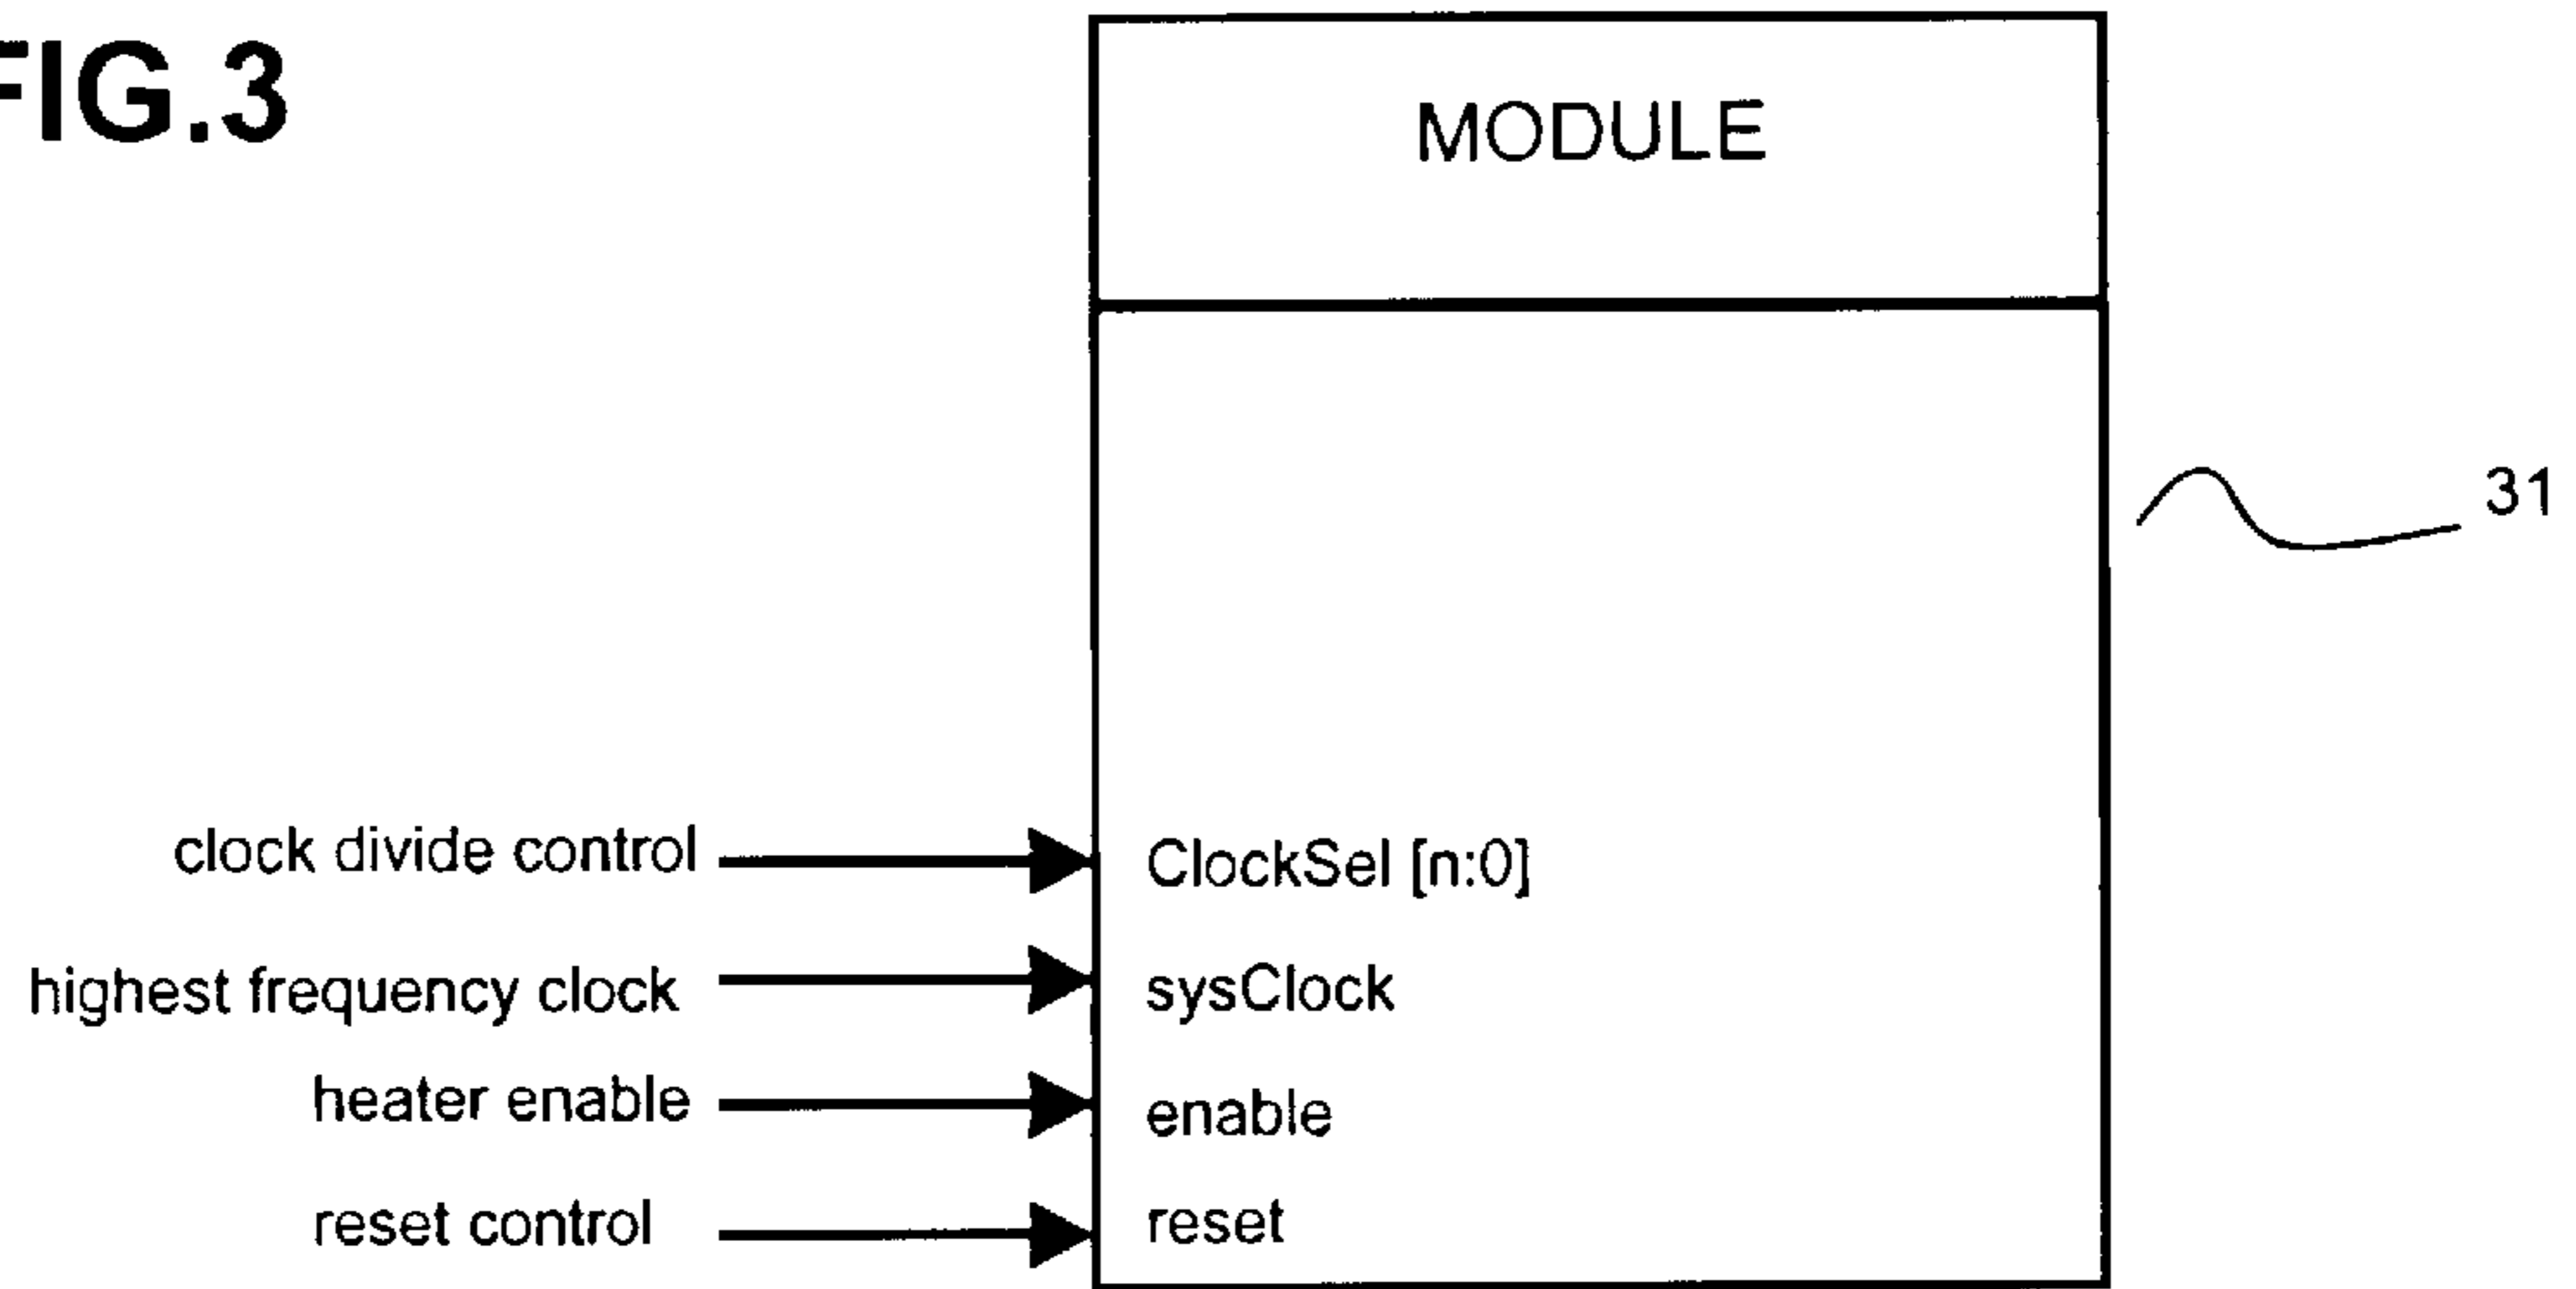 FIG.3
MODULE
31
clock divide control
ClockSel [n:0]
highest frequency clock
sysClock
heater enable
enable
reset control
reset